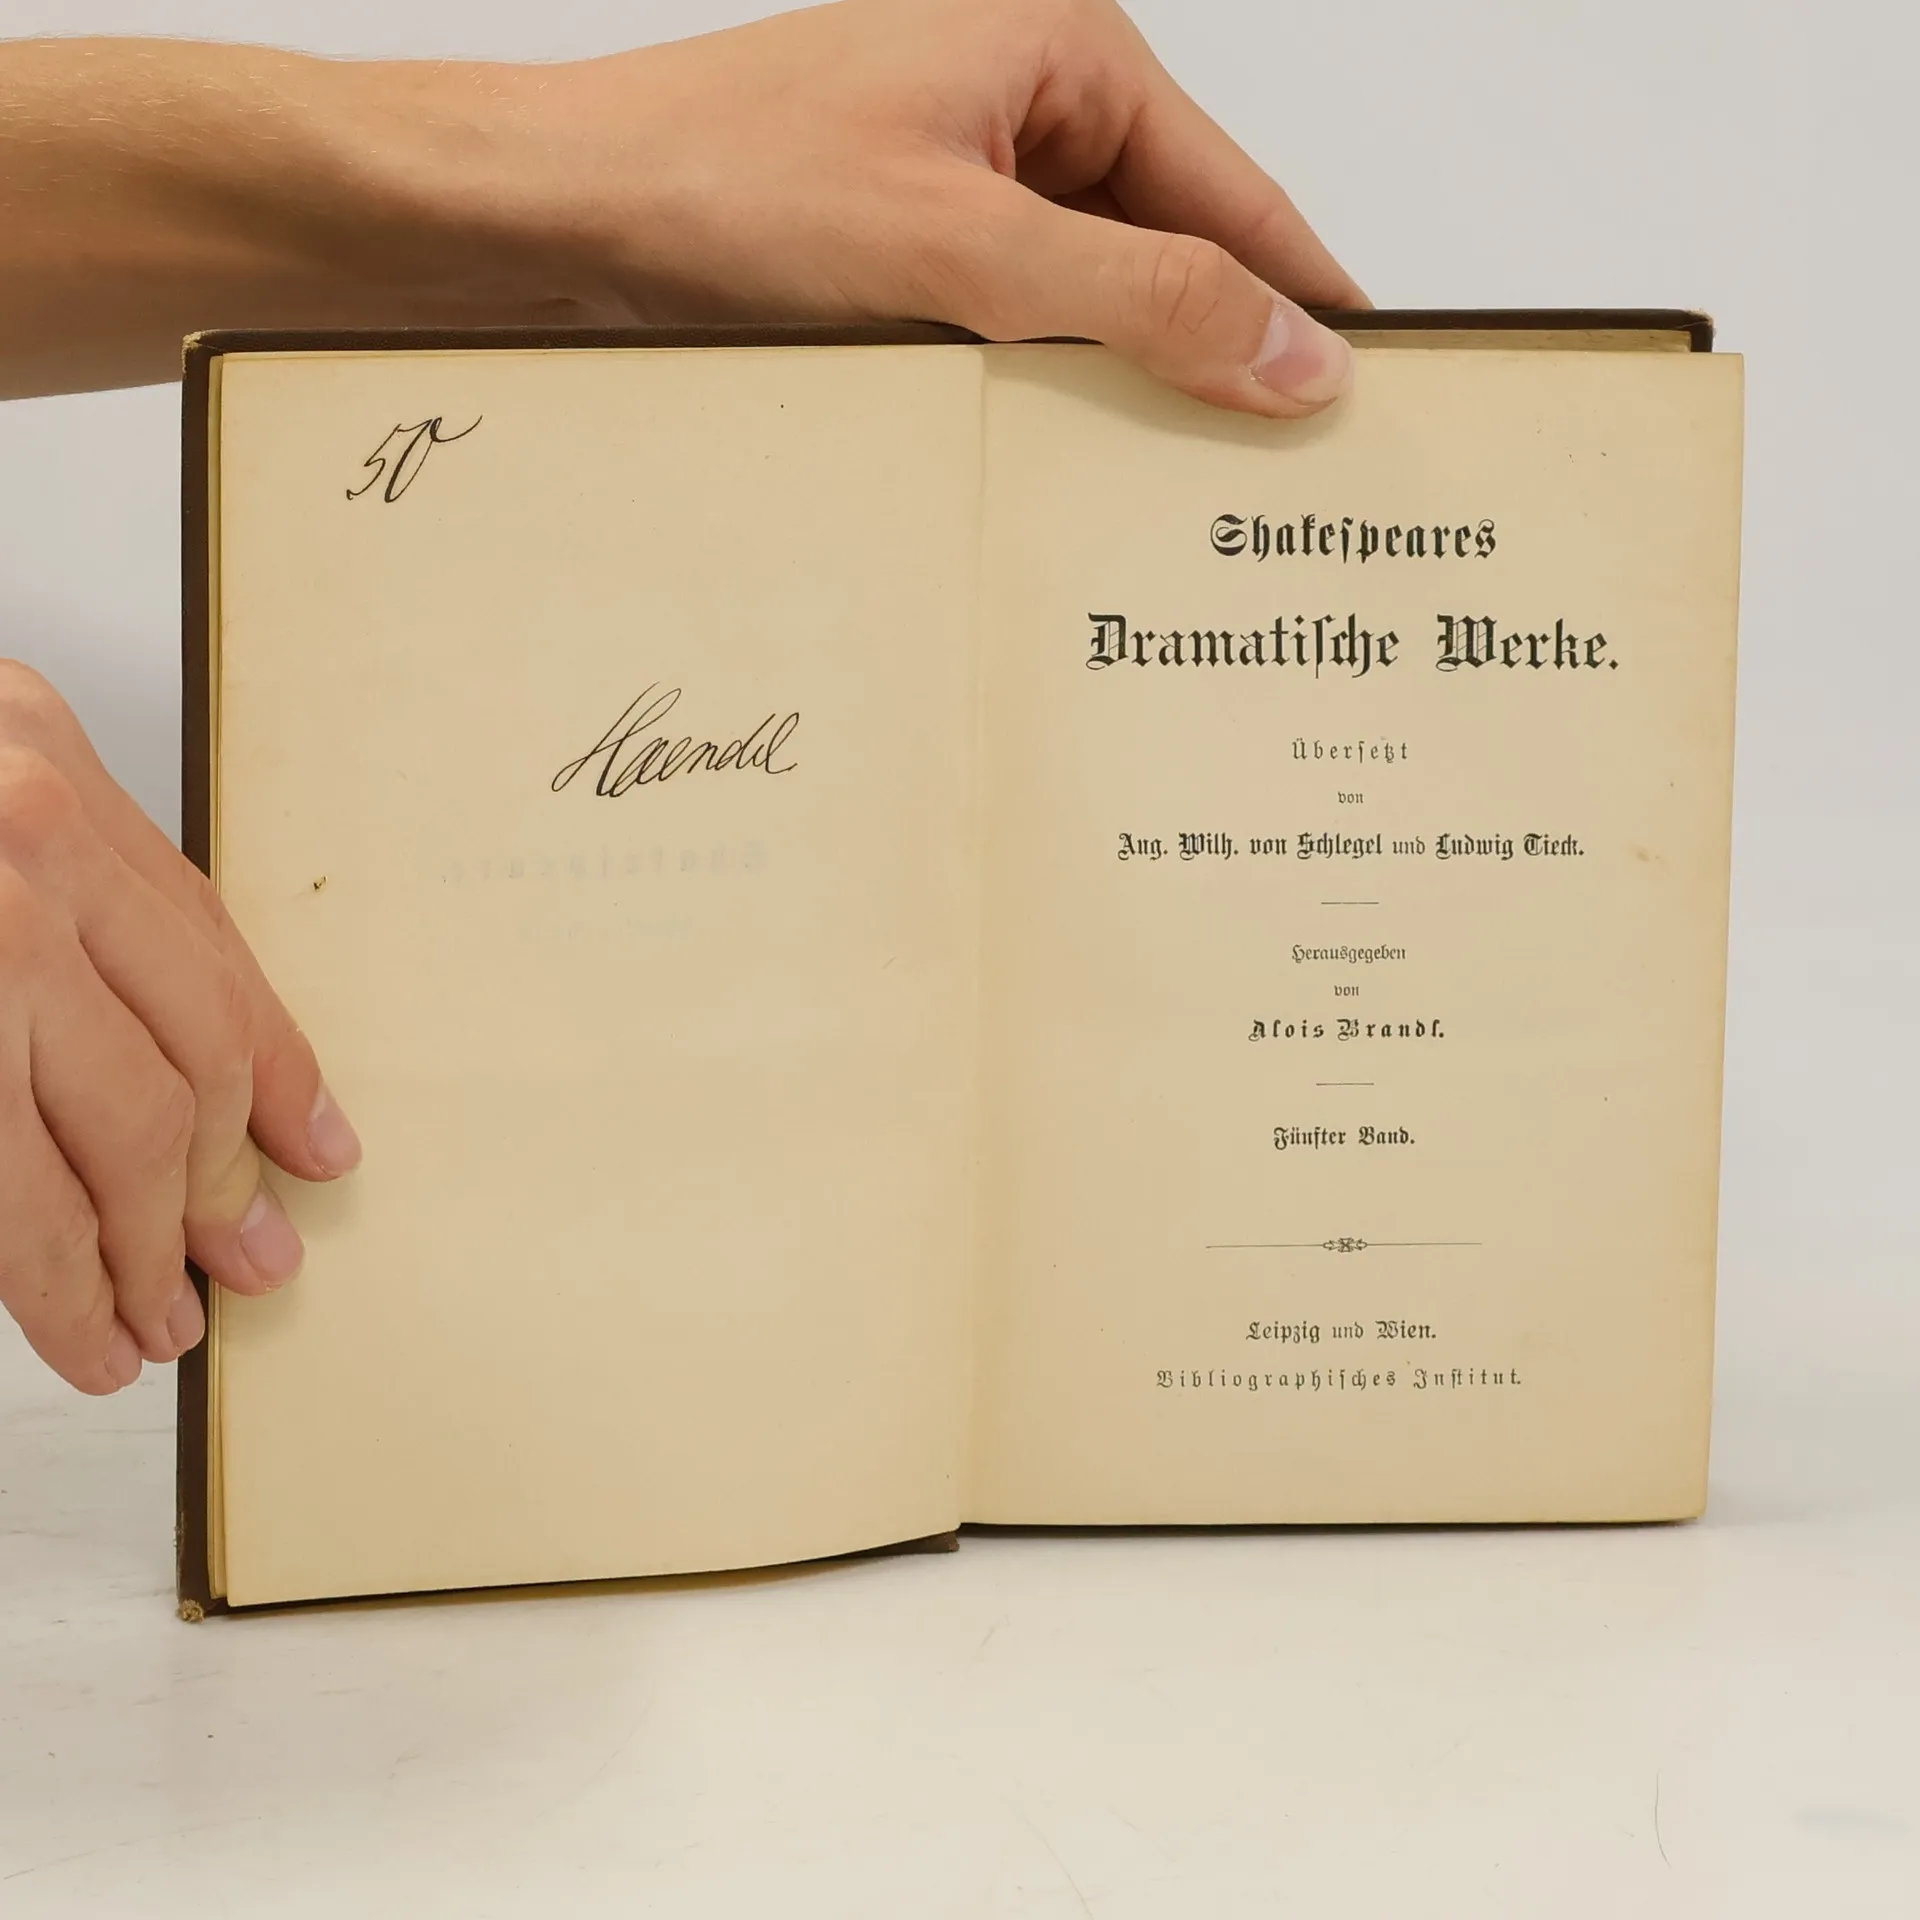 50
Haendel
Shakeſpeares
Dramatiſche Werke.
Überſetzt
von
Aug. Wilh. von Schlegel und Ludwig Tieck.
Herausgegeben
von
Alois Brandl.
Fünfter Band.
Leipzig und Wien.
Bibliographiſches Inſtitut.